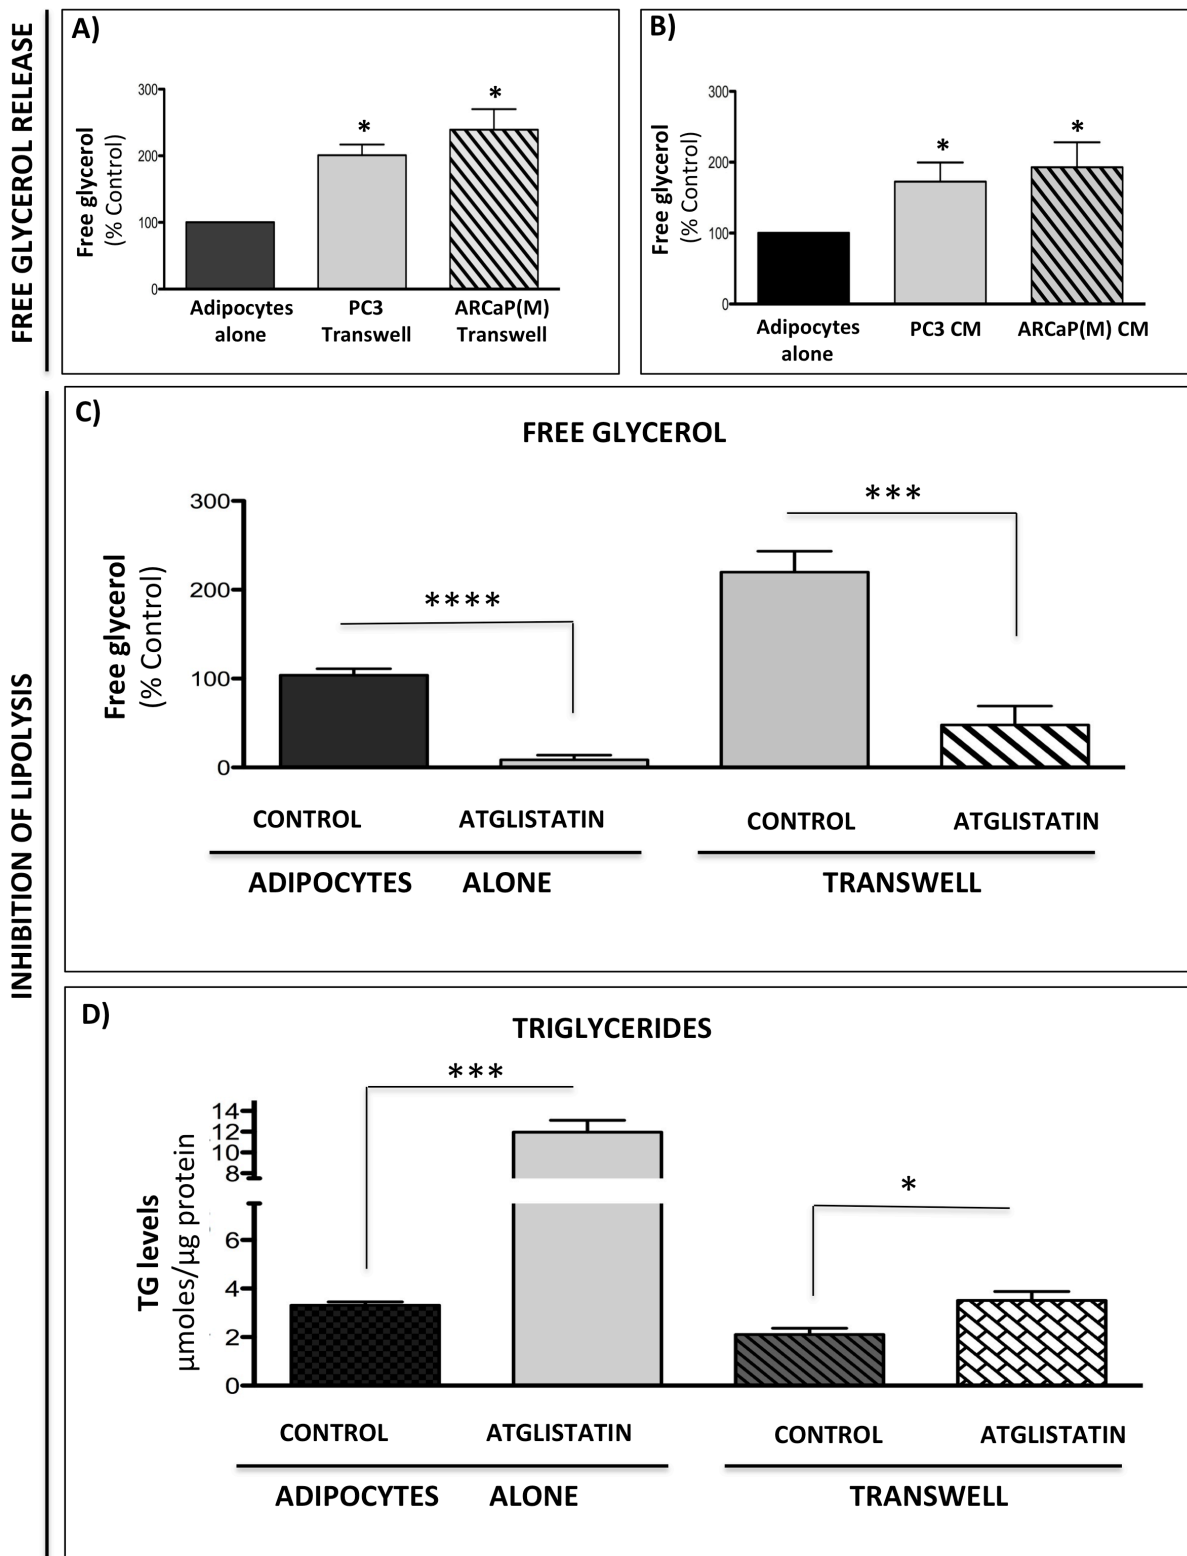 FREE GLYCEROL RELEASE
A)
Free glycerol
(% Control)
300
200
100
0
*
*
Adipocytes
alone
PC3
Transwell
ARCaP(M)
Transwell
B)
Free glycerol
(% Control)
300
200
100
0
*
*
Adipocytes
alone
PC3 CM
ARCaP(M) CM
INHIBITION OF LIPOLYSIS
C)
FREE GLYCEROL
Free glycerol
(% Control)
300
200
100
0
****
***
CONTROL
ATGLISTATIN
CONTROL
ATGLISTATIN
ADIPOCYTES ALONE
TRANSWELL
D)
TRIGLYCERIDES
TG levels
µmoles/µg protein
14
12
10
8
6
4
2
0
***
*
CONTROL
ATGLISTATIN
CONTROL
ATGLISTATIN
ADIPOCYTES ALONE
TRANSWELL